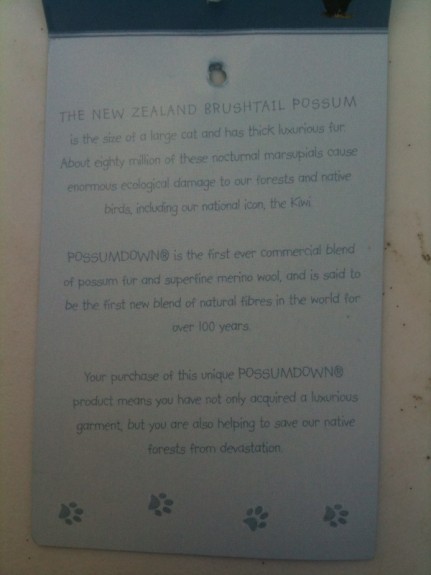 THE NEW ZEALAND BRUSHTAIL POSSUM
is the size of a large cat and has thick luxurious fur.
About eighty million of these nocturnal marsupials cause
enormous ecological damage to our forests and native
birds, including our national icon, the Kiwi.
POSSUMDOWN® is the first ever commercial blend
of possum fur and superfine merino wool, and is said to
be the first new blend of natural fibres in the world for
over 100 years.
Your purchase of this unique POSSUMDOWN®
product means you have not only acquired a luxurious
garment, but you are also helping to save our native
forests from devastation.